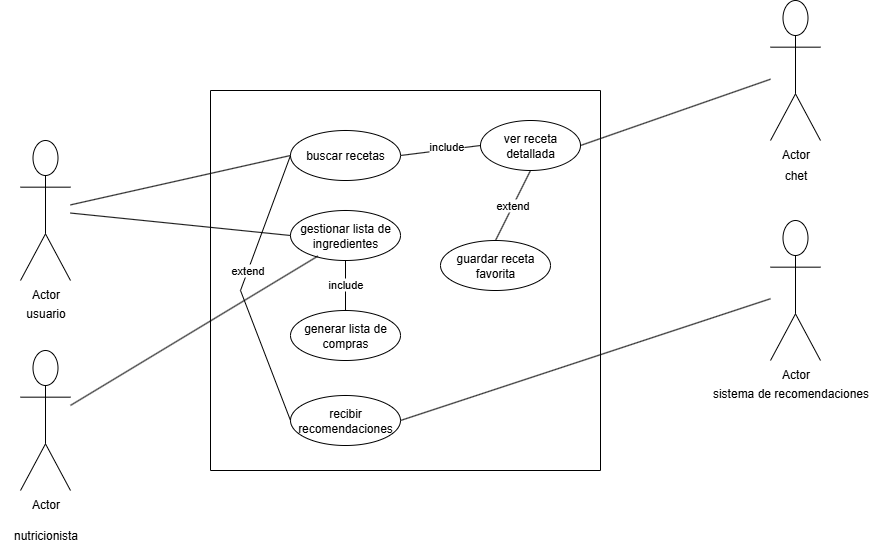 Actor
chet
buscar recetas
include
ver receta
detallada
extend
gestionar lista de
ingredientes
extend
guardar receta
favorita
include
Actor
usuario
generar lista de
compras
Actor
sistema de recomendaciones
recibir
recomendaciones
Actor
nutricionista